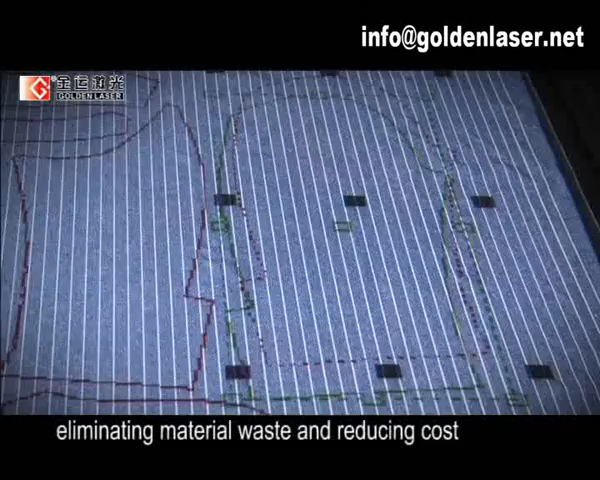 info@goldenlaser.net
金运激光
GOLDENLASER
eliminating material waste and reducing cost